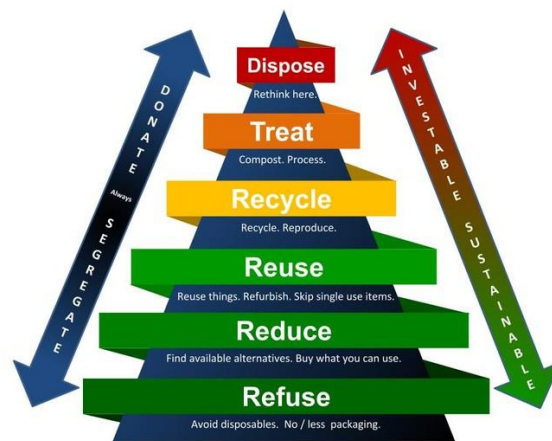 Dispose
Rethink here.
Treat
Compost. Process.
Recycle
Recycle. Reproduce.
Reuse
Reuse things. Refurbish. Skip single use items.
Reduce
Find available alternatives. Buy what you can use.
Refuse
Avoid disposables. No / less packaging.
DONATE Always SEGREGATE
INVESTABLE SUSTAINABLE